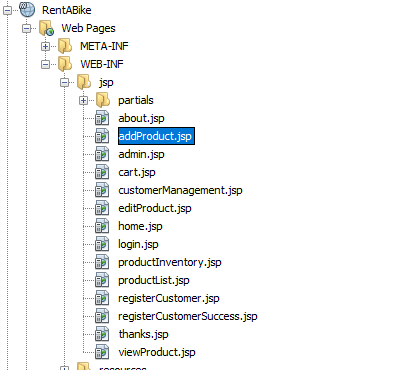 RentABike
Web Pages
META-INF
WEB-INF
jsp
partials
about.jsp
addProduct.jsp
admin.jsp
cart.jsp
customerManagement.jsp
editProduct.jsp
home.jsp
login.jsp
productInventory.jsp
productList.jsp
registerCustomer.jsp
registerCustomerSuccess.jsp
thanks.jsp
viewProduct.jsp
resources